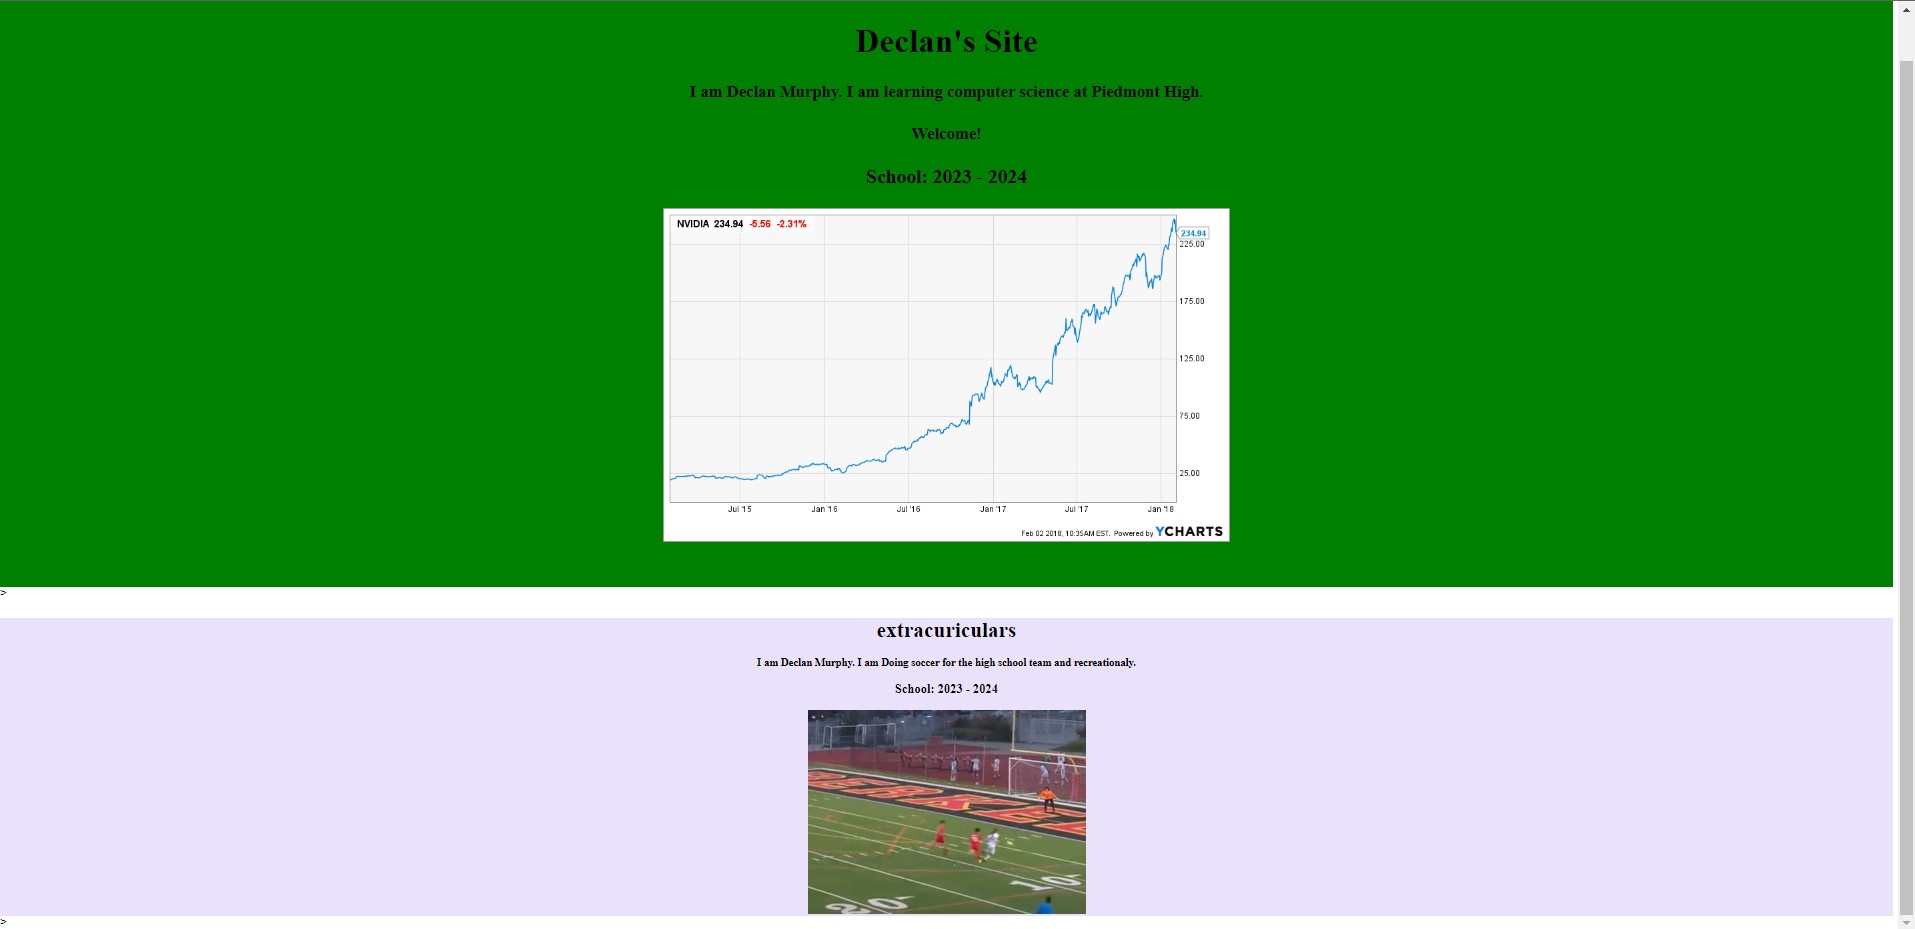 Declan's Site
I am Declan Murphy. I am learning computer science at Piedmont High.
Welcome!
School: 2023 - 2024
NVIDIA 234.94 -5.56 -2.31%
234.94
225.00
175.00
125.00
75.00
25.00
Jul '15 Jan '16 Jul '16 Jan '17 Jul '17 Jan '18
Feb 02 2018, 10:35AM EST. Powered by YCHARTS
>
extracuriculars
I am Declan Murphy. I am Doing soccer for the high school team and recreationaly.
School: 2023 - 2024
10
20
>